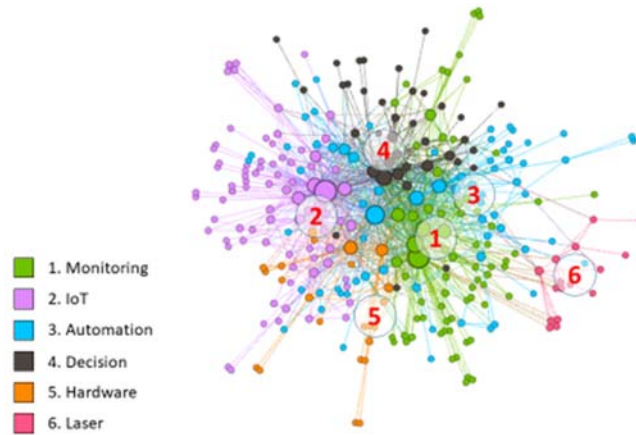 4
3
2
1
6
5
1. Monitoring
2. IoT
3. Automation
4. Decision
5. Hardware
6. Laser